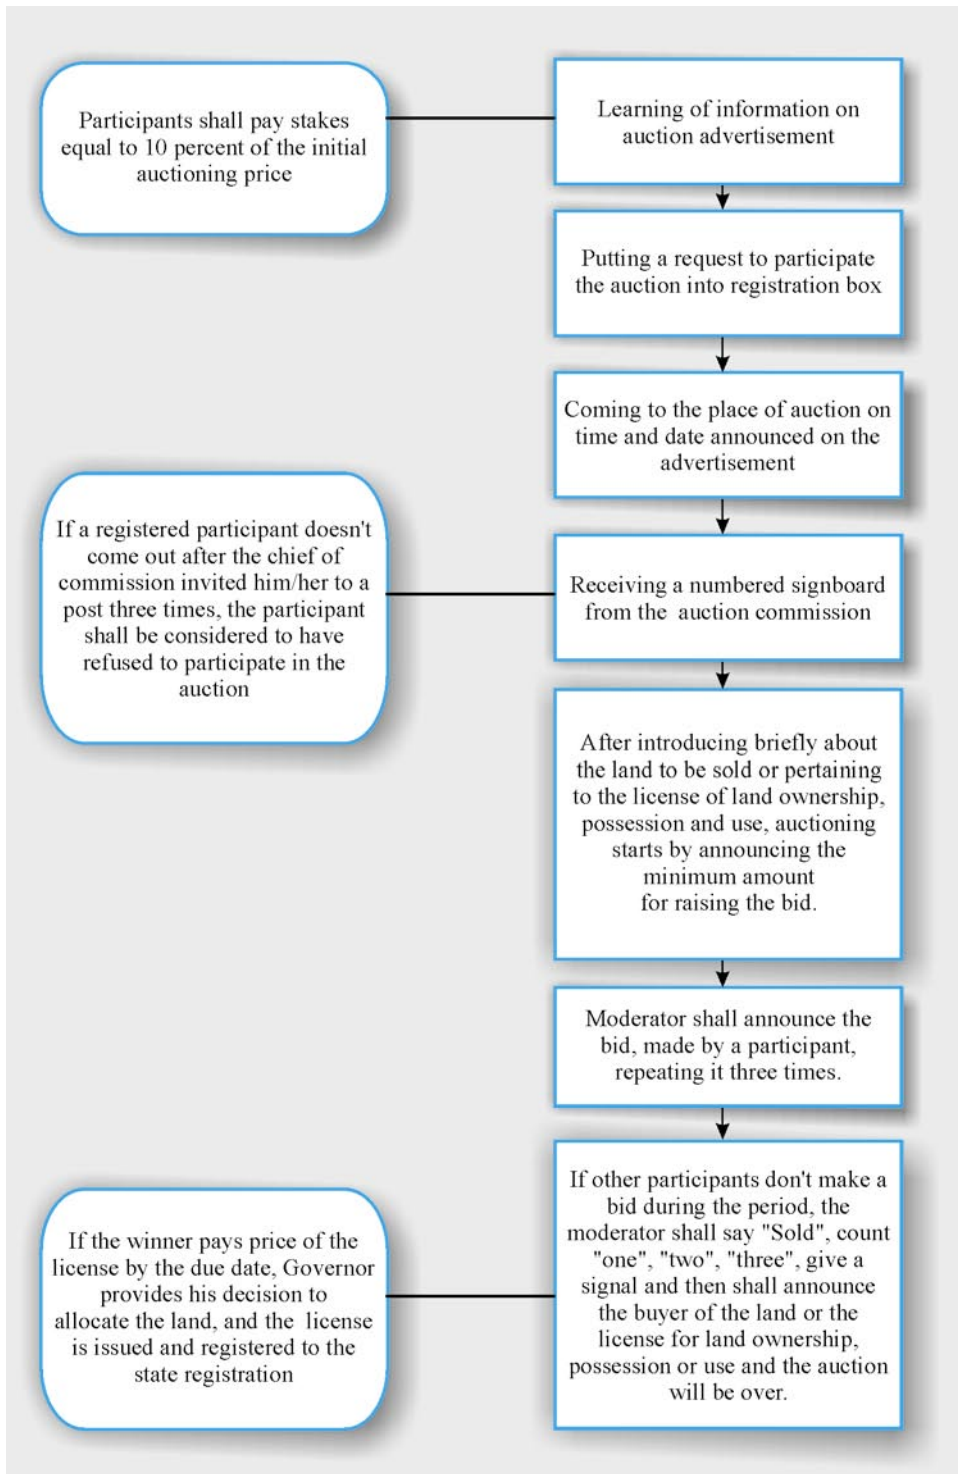 Participants shall pay stakes
equal to 10 percent of the initial
auctioning price
Learning of information on
auction advertisement
Putting a request to participate
the auction into registration box
Coming to the place of auction on
time and date announced on the
advertisement
If a registered participant doesn't
come out after the chief of
commission invited him/her to a
post three times, the participant
shall be considered to have
refused to participate in the
auction
Receiving a numbered signboard
from the auction commission
After introducing briefly about
the land to be sold or pertaining
to the license of land ownership,
possession and use, auctioning
starts by announcing the
minimum amount
for raising the bid.
Moderator shall announce the
bid, made by a participant,
repeating it three times.
If other participants don't make a
bid during the period, the
moderator shall say "Sold", count
"one", "two", "three", give a
signal and then shall announce
the buyer of the land or the
license for land ownership,
possession or use and the auction
will be over.
If the winner pays price of the
license by the due date, Governor
provides his decision to
allocate the land, and the license
is issued and registered to the
state registration